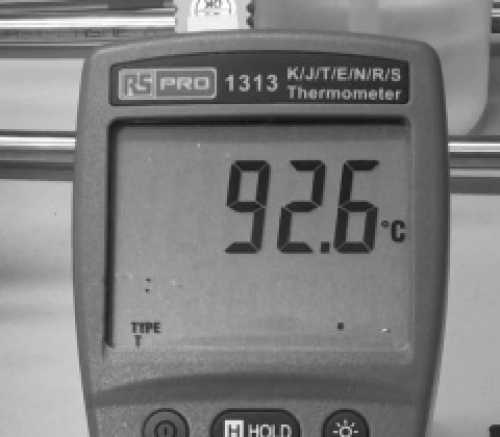 RS PRO 1313 K/J/T/E/N/R/S
Thermometer
92.6 °C
TYPE
T
H HOLD